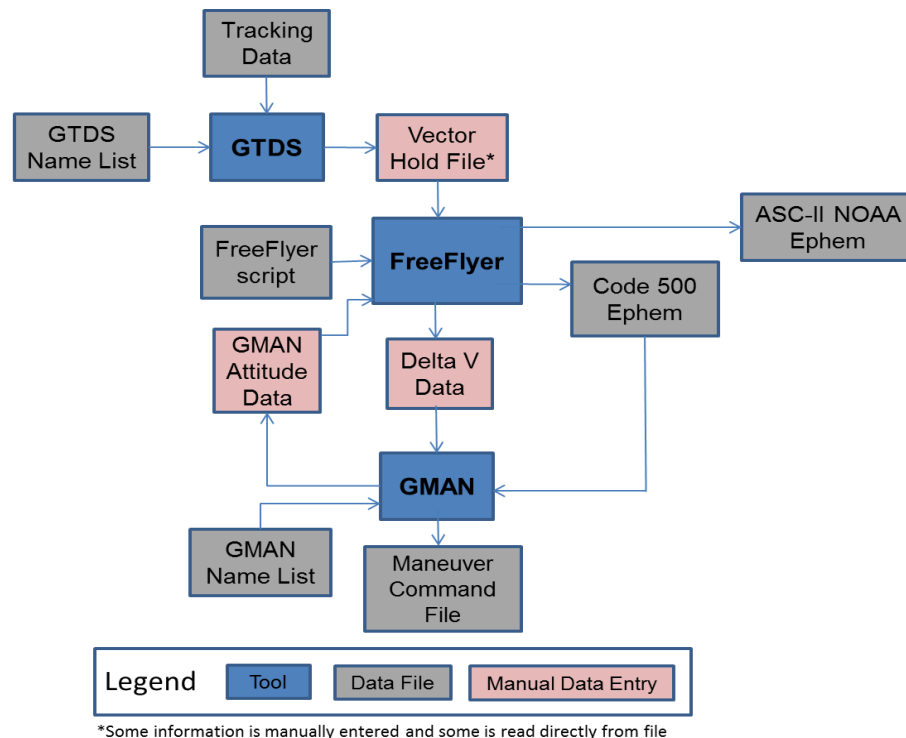 Tracking
Data
GTDS
Name List
GTDS
Vector
Hold File*
ASC-II NOAA
Ephem
FreeFlyer
script
FreeFlyer
Code 500
Ephem
GMAN
Attitude
Data
Delta V
Data
GMAN
GMAN
Name List
Maneuver
Command
File
Legend
Tool
Data File
Manual Data Entry
*Some information is manually entered and some is read directly from file